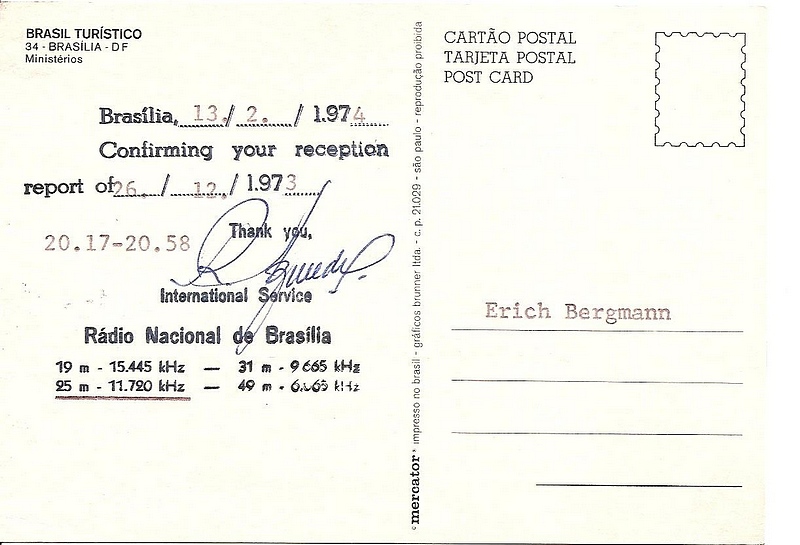 BRASIL TURÍSTICO
34 - BRASÍLIA - DF
Ministérios
Brasília, 13./ 2. / 1.974
Confirming your reception
report of 26. / 12. / 1.973
Thank you,
20.17-20.58
International Service
Rádio Nacional de Brasília
19 m - 15.445 kHz — 31 m - 9665 kHz
25 m - 11.720 kHz — 49 m - 6.065 kHz
"mercator" impresso no brasil - gráficos brunner ltda. - c. p. 21.029 - são paulo - reprodução proibida
CARTÃO POSTAL
TARJETA POSTAL
POST CARD
Erich Bergmann